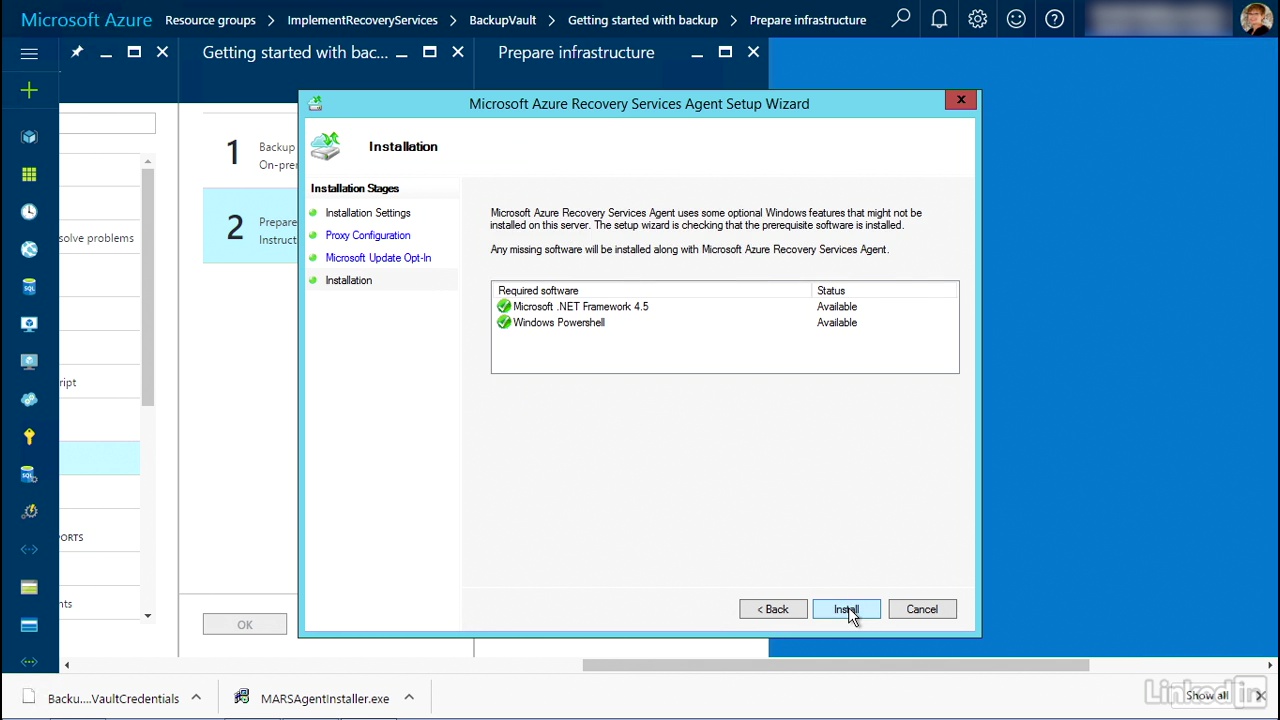 Microsoft Azure Resource groups > ImplementRecoveryServices > BackupVault > Getting started with backup > Prepare infrastructure
Getting started with bac...
Prepare infrastructure
Microsoft Azure Recovery Services Agent Setup Wizard
Installation
1 Backup
On-pren
2 Prepare
Instructi
solve problems
ript
PORTS
nts
OK
Installation Stages
Installation Settings
Proxy Configuration
Microsoft Update Opt-In
Installation
Microsoft Azure Recovery Services Agent uses some optional Windows features that might not be
installed on this server. The setup wizard is checking that the prerequisite software is installed.
Any missing software will be installed along with Microsoft Azure Recovery Services Agent.
Required software Status
Microsoft .NET Framework 4.5 Available
Windows Powershell Available
< Back Install Cancel
Backu....VaultCredentials MARSAgentInstaller.exe Show all
LinkedIn